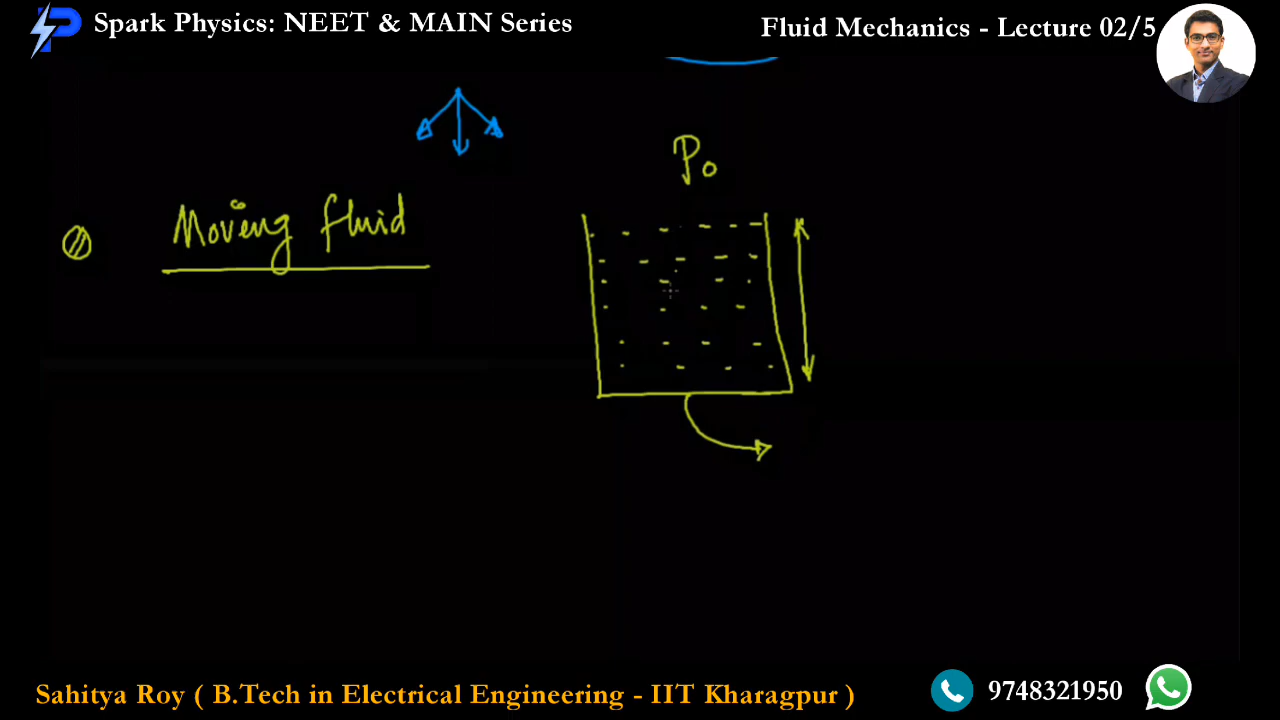 Spark Physics: NEET & MAIN Series
Fluid Mechanics - Lecture 02/5
P₀
Moving fluid
Sahitya Roy ( B.Tech in Electrical Engineering - IIT Kharagpur )
9748321950